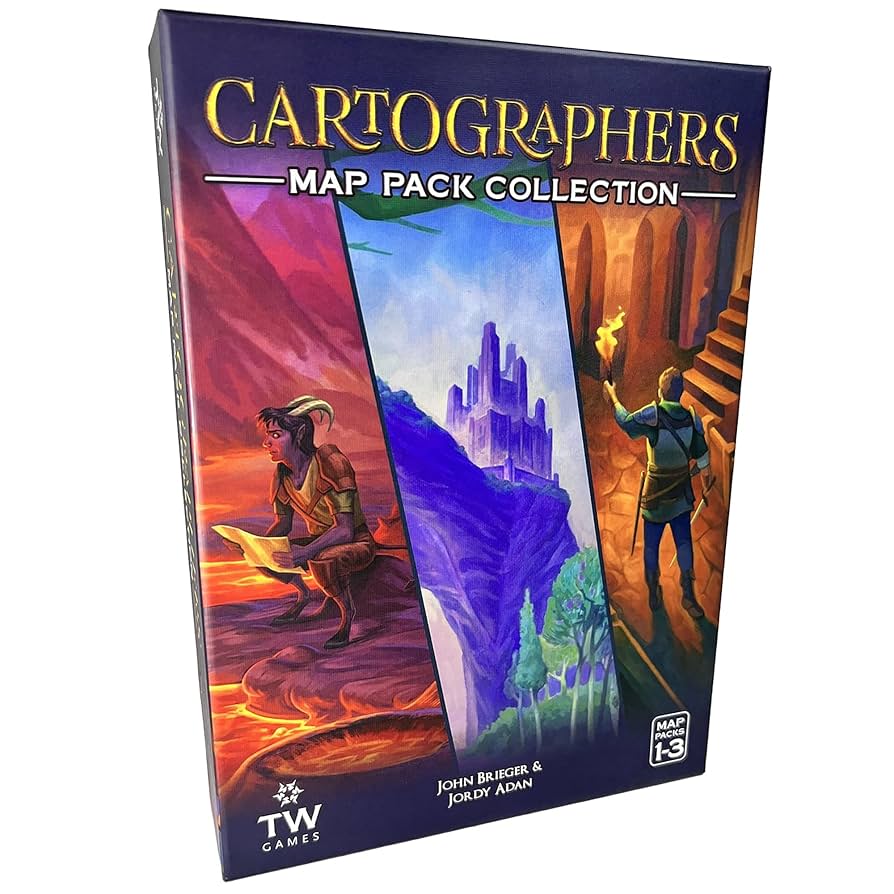 CARTOGRAPHERS
MAP PACK COLLECTION
MAP
PACKS
1-3
JOHN BRIEGER &
JORDY ADAN
TW
GAMES